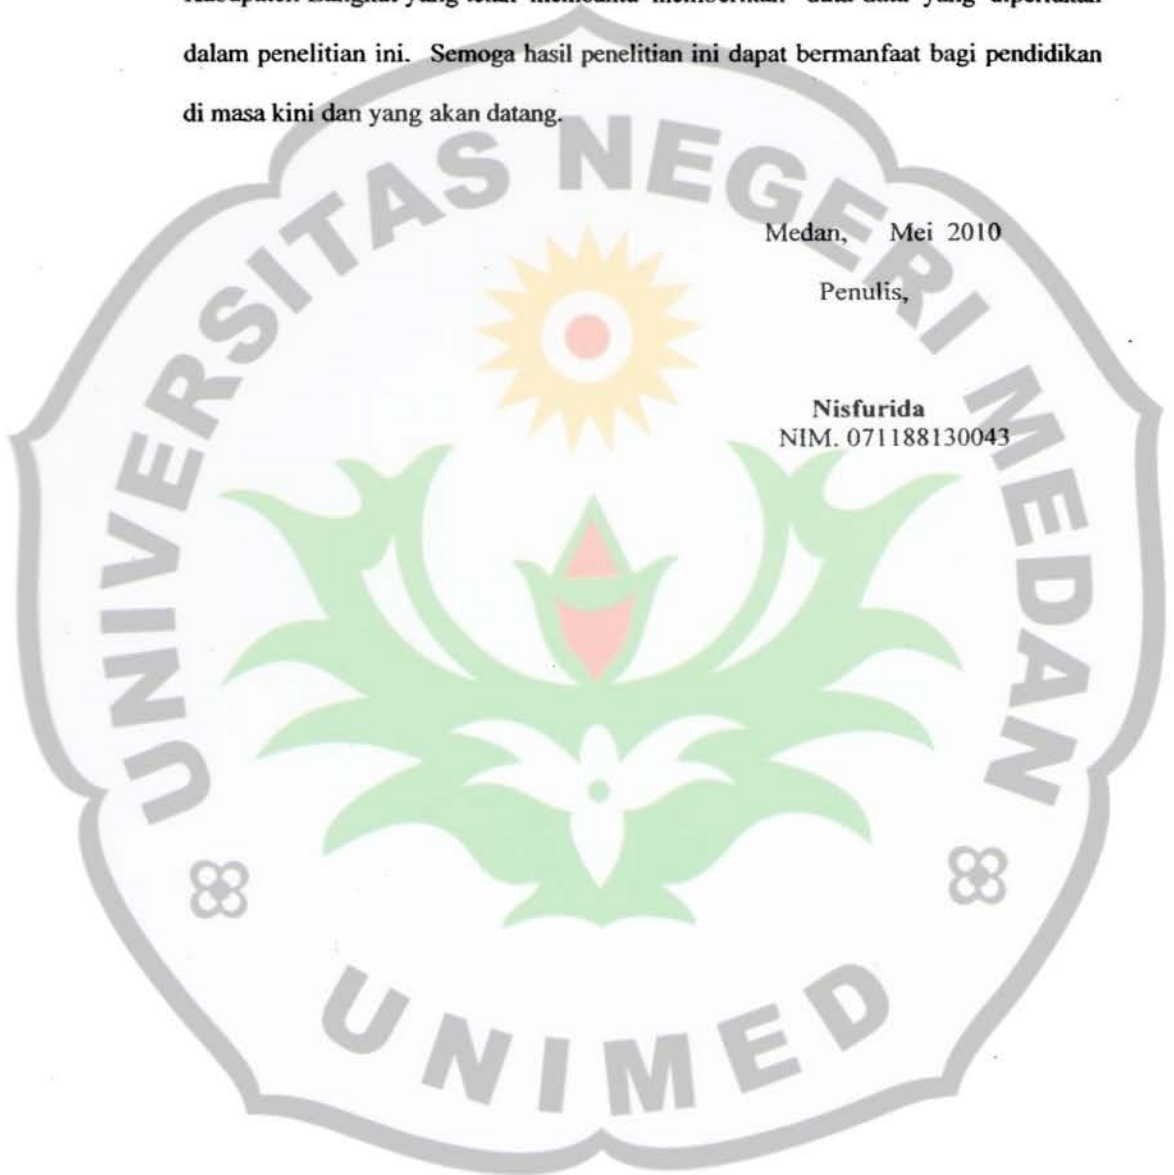 dalam penelitian ini. Semoga hasil penelitian ini dapat bermanfaat bagi pendidikan
di masa kini dan yang akan datang.
Medan, Mei 2010
Penulis,
Nisfurida
NIM. 071188130043
UNIVERSITAS NEGERI MEDAN
UNIMED